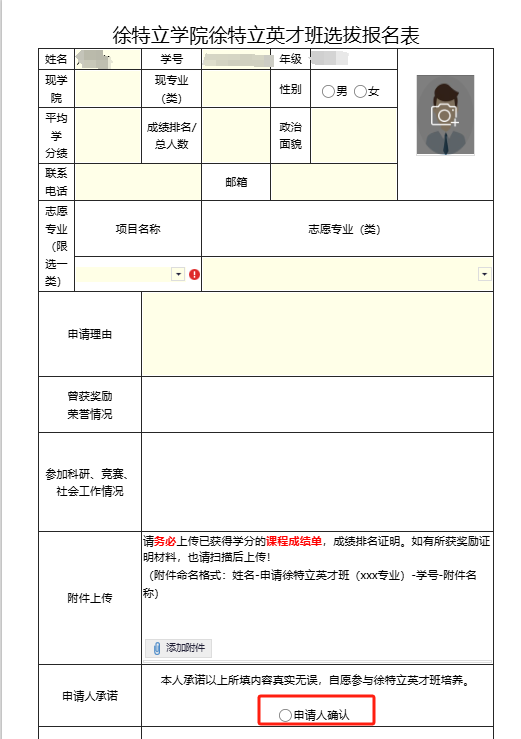 徐特立学院徐特立英才班选拔报名表
姓名
学号
年级
现学
院
现专业
（类）
性别
男
女
平均
学
分绩
成绩排名/
总人数
政治
面貌
联系
电话
邮箱
志愿
专业
（限
选一
类）
项目名称
志愿专业（类）
申请理由
曾获奖励
荣誉情况
参加科研、竞赛、
社会工作情况
附件上传
请务必上传已获得学分的课程成绩单，成绩排名证明。如有所获奖励证
明材料，也请扫描后上传！
（附件命名格式：姓名-申请徐特立英才班（xxx专业）-学号-附件名
称）
添加附件
申请人承诺
本人承诺以上所填内容真实无误，自愿参与徐特立英才班培养。
申请人确认